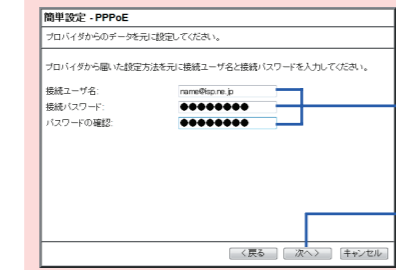 簡単設定 - PPPoE
プロバイダからのデータを元に設定してください。
プロバイダから届いた設定方法を元に接続ユーザ名と接続パスワードを入力してください。
接続ユーザ名: name@isp.ne.jp
接続パスワード: ●●●●●●●●
パスワードの確認: ●●●●●●●●
〈戻る 次へ〉 キャンセル